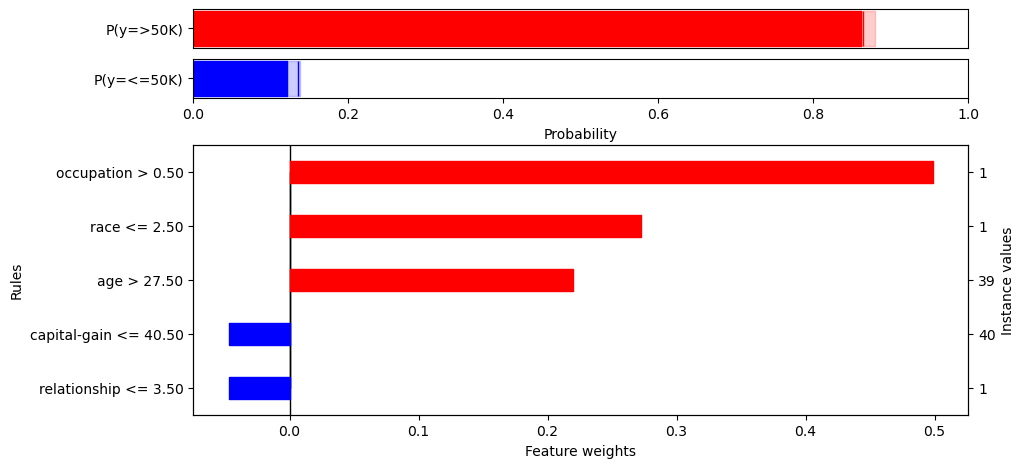 P(y=>50K)
P(y=<=50K)
0.0 0.2 0.4 0.6 0.8 1.0
Probability
occupation > 0.50 1
race <= 2.50 1
age > 27.50 39
capital-gain <= 40.50 40
relationship <= 3.50 1
Rules
Instance values
0.0 0.1 0.2 0.3 0.4 0.5
Feature weights